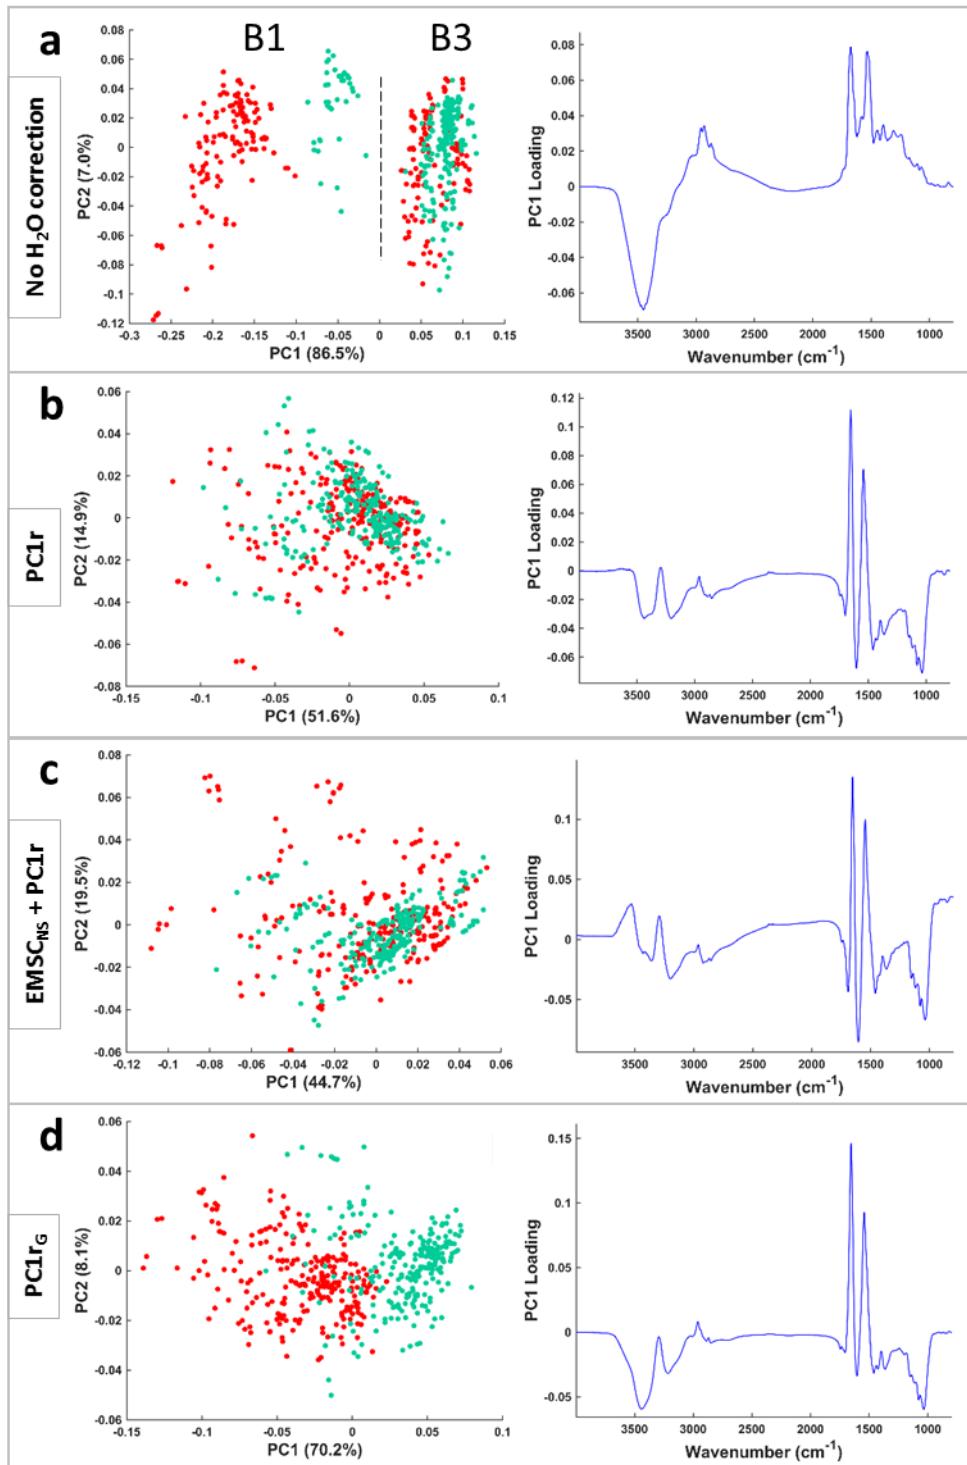 a
B1
B3
No H2O correction
0.08
0.06
0.04
0.02
0
-0.02
-0.04
-0.06
-0.08
-0.1
-0.12
PC2 (7.0%)
-0.3 -0.25 -0.2 -0.15 -0.1 -0.05 0 0.05 0.1 0.15
PC1 (86.5%)
0.08
0.06
0.04
0.02
0
-0.02
-0.04
-0.06
PC1 Loading
3500 3000 2500 2000 1500 1000
Wavenumber (cm-1)
b
PC1r
0.06
0.04
0.02
0
-0.02
-0.04
-0.06
-0.08
PC2 (14.9%)
-0.15 -0.1 -0.05 0 0.05 0.1
PC1 (51.6%)
0.12
0.1
0.08
0.06
0.04
0.02
0
-0.02
-0.04
-0.06
PC1 Loading
3500 3000 2500 2000 1500 1000
Wavenumber (cm-1)
c
EMSCNS + PC1r
0.08
0.06
0.04
0.02
0
-0.02
-0.04
-0.06
PC2 (19.5%)
-0.12 -0.1 -0.08 -0.06 -0.04 -0.02 0 0.02 0.04 0.06
PC1 (44.7%)
0.1
0.05
0
-0.05
PC1 Loading
3500 3000 2500 2000 1500 1000
Wavenumber (cm-1)
d
PC1rG
0.06
0.04
0.02
0
-0.02
-0.04
-0.06
PC2 (8.1%)
-0.15 -0.1 -0.05 0 0.05 0.1
PC1 (70.2%)
0.15
0.1
0.05
0
-0.05
PC1 Loading
3500 3000 2500 2000 1500 1000
Wavenumber (cm-1)